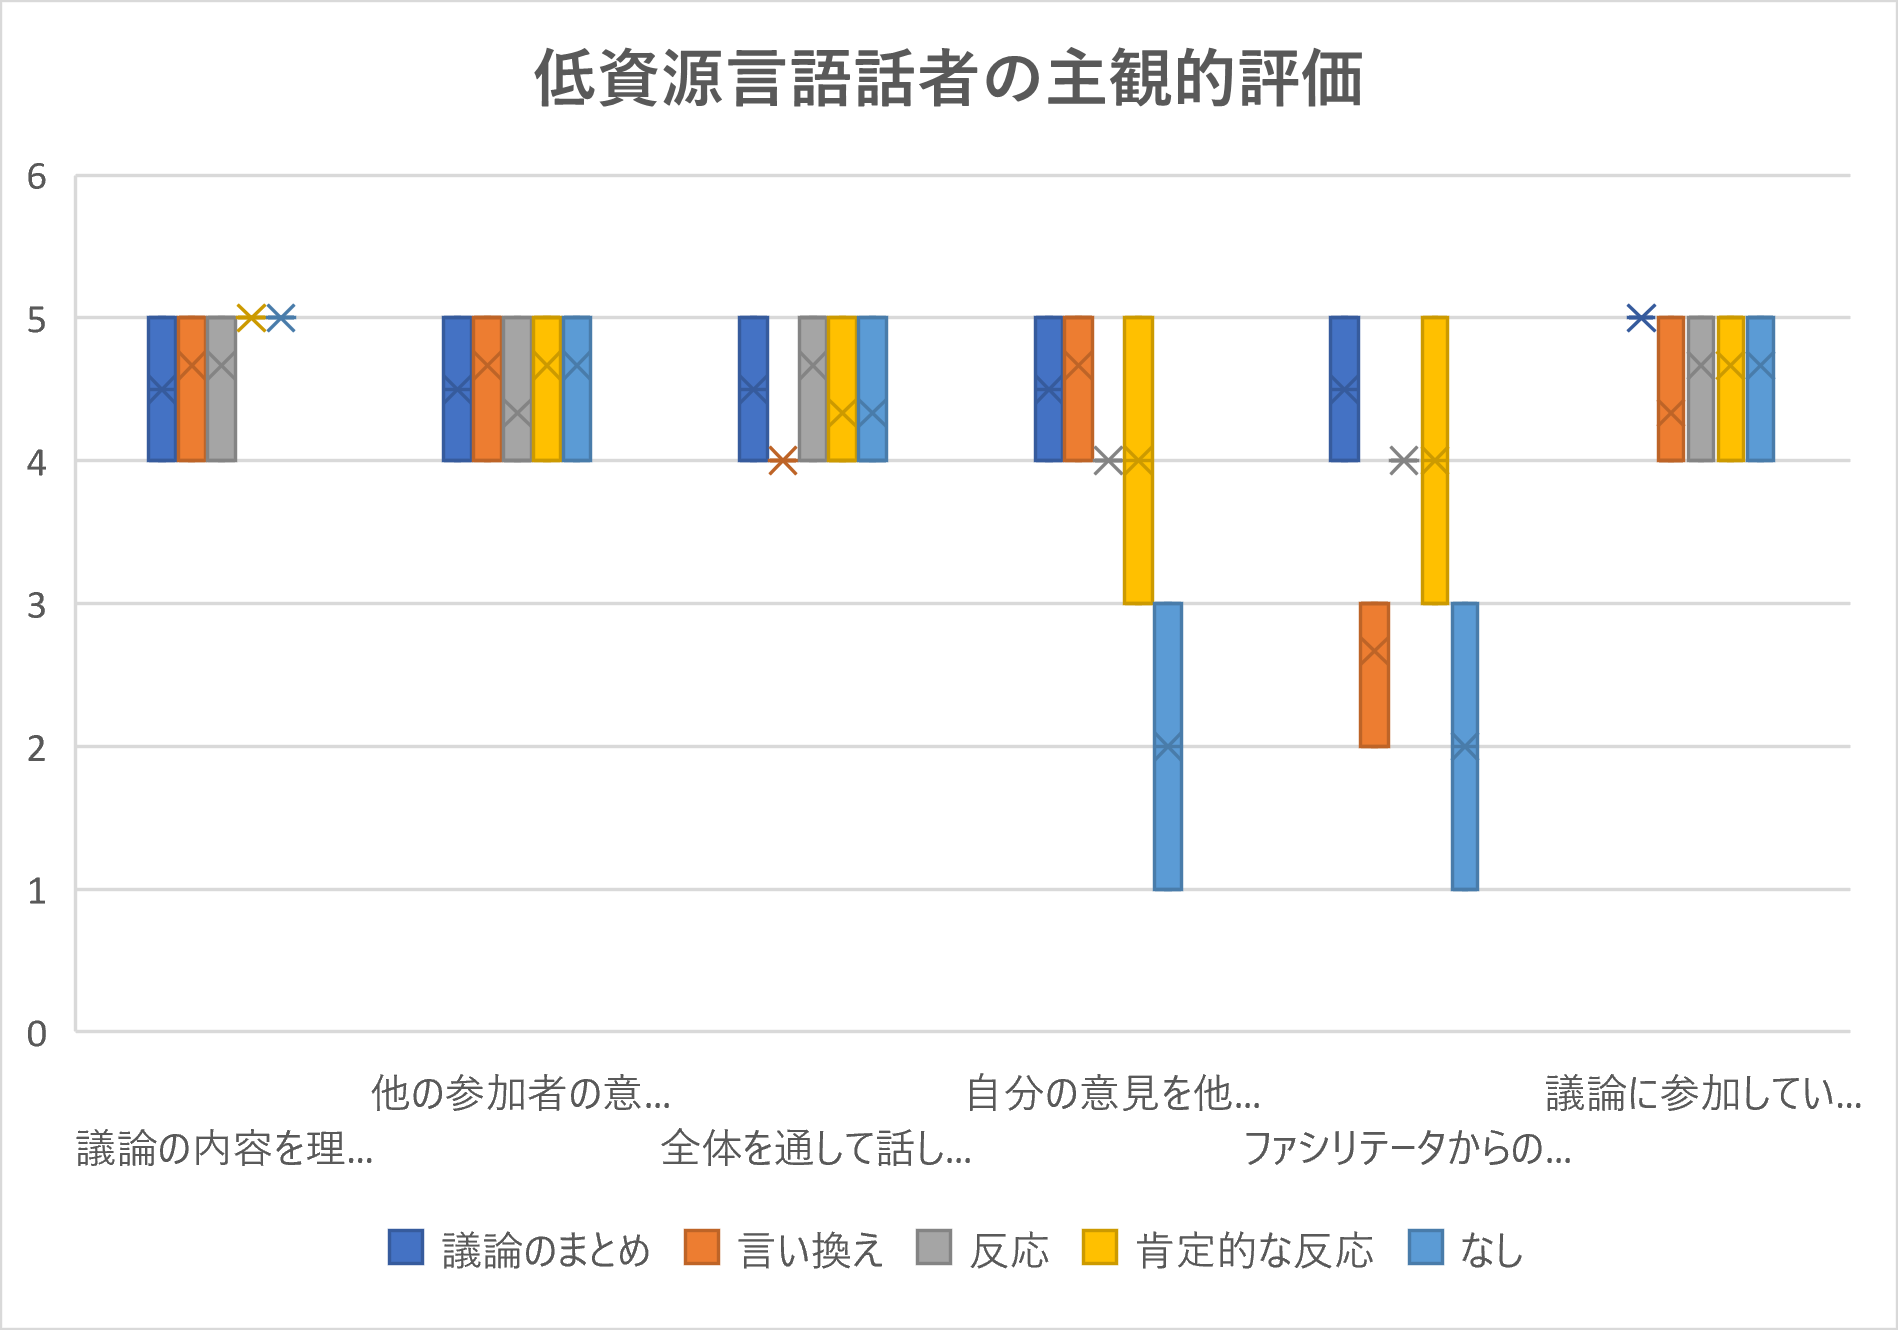 低資源言語話者の主観的評価
6
5
4
3
2
1
0
議論の内容を理...
他の参加者の意...
全体を通して話し...
自分の意見を他...
ファシリテータからの...
議論に参加してい...
議論のまとめ
言い換え
反応
肯定的な反応
なし